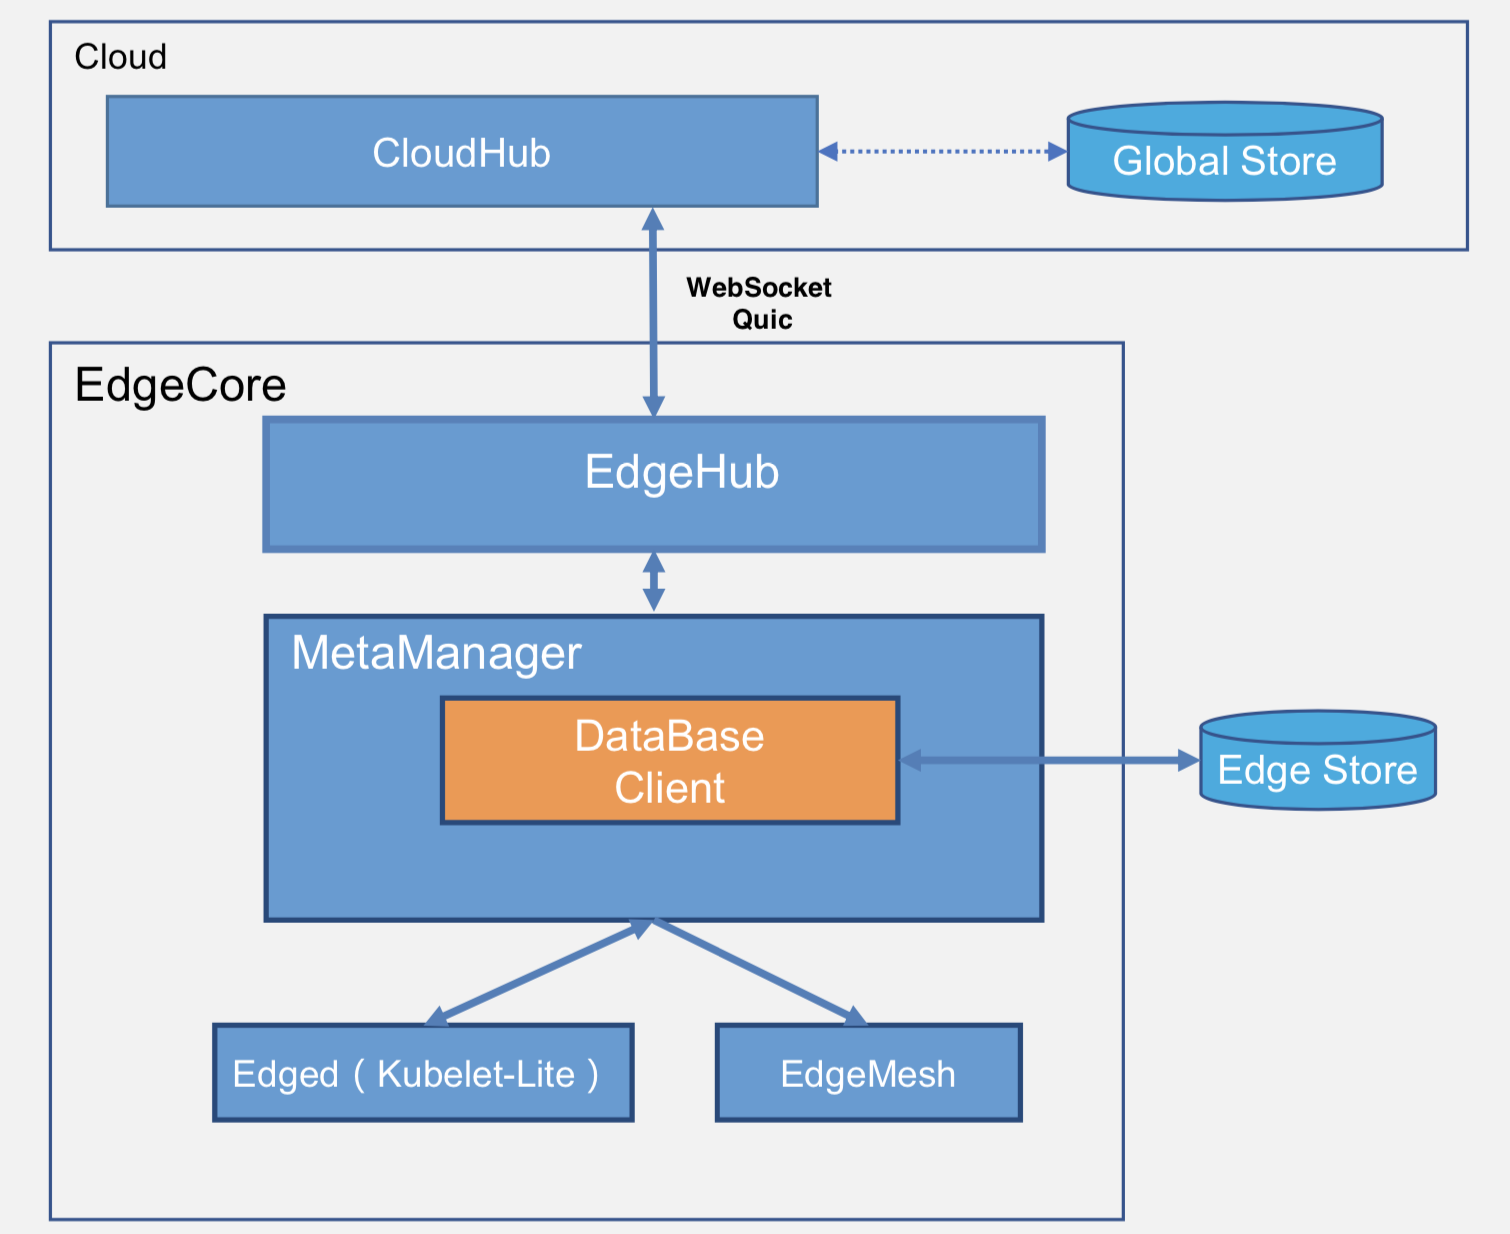 Cloud
CloudHub
Global Store
WebSocket
Quic
EdgeCore
EdgeHub
MetaManager
DataBase
Client
Edge Store
Edged ( Kubelet-Lite )
EdgeMesh